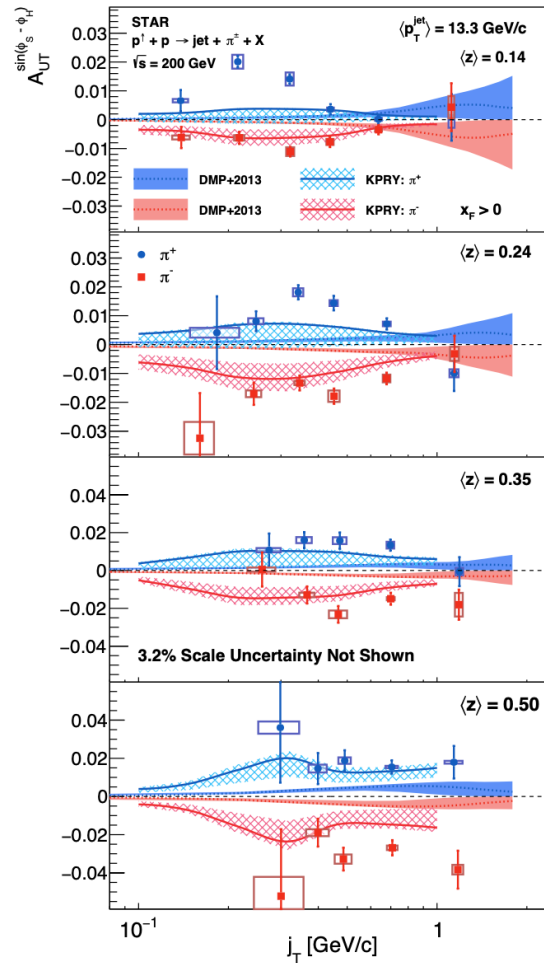 A_UT^sin(ϕ_S - ϕ_H)
STAR
p↑ + p → jet + π± + X
√s = 200 GeV
⟨p_T^jet⟩ = 13.3 GeV/c
⟨z⟩ = 0.14
0.03
0.02
0.01
0
−0.01
−0.02
−0.03
DMP+2013
KPRY: π+
DMP+2013
KPRY: π-
x_F > 0
π+
π-
⟨z⟩ = 0.24
0.03
0.02
0.01
0
−0.01
−0.02
−0.03
⟨z⟩ = 0.35
0.04
0.02
0
−0.02
−0.04
3.2% Scale Uncertainty Not Shown
⟨z⟩ = 0.50
0.04
0.02
0
−0.02
−0.04
10^−1
1
j_T [GeV/c]